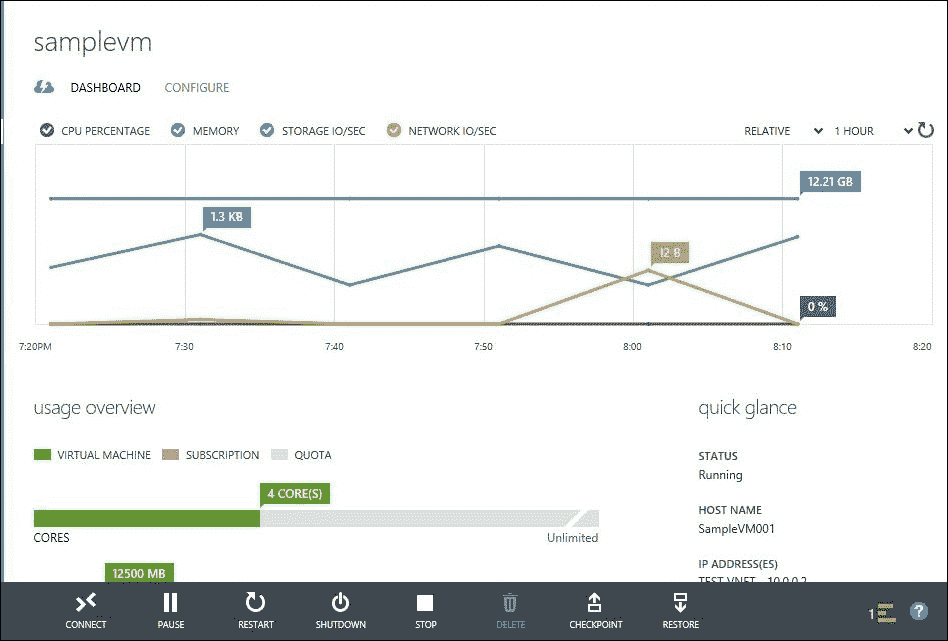 samplevm
DASHBOARD CONFIGURE
CPU PERCENTAGE MEMORY STORAGE IO/SEC NETWORK IO/SEC RELATIVE 1 HOUR
12.21 GB
1.3 KB
12 B
0 %
7:20PM 7:30 7:40 7:50 8:00 8:10 8:20
usage overview quick glance
VIRTUAL MACHINE SUBSCRIPTION QUOTA STATUS
Running
4 CORE(S)
HOST NAME
CORES Unlimited SampleVM001
IP ADDRESS(ES)
12500 MB TEST VNET - 10.0.0.2
CONNECT PAUSE RESTART SHUTDOWN STOP DELETE CHECKPOINT RESTORE 1 ?